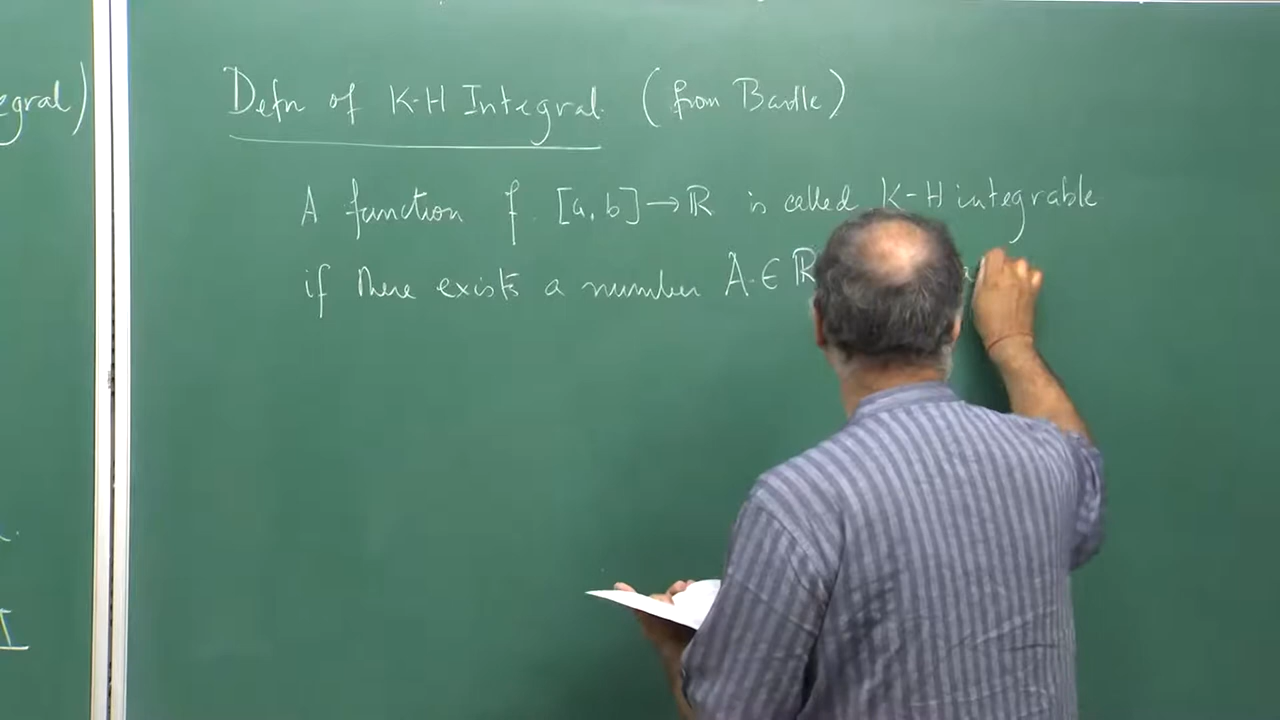 egral)
Defn of K-H Integral (from Bartle)
A function f. [a, b] → ℝ is called K-H integrable
if there exists a number A ∈ ℝ
I